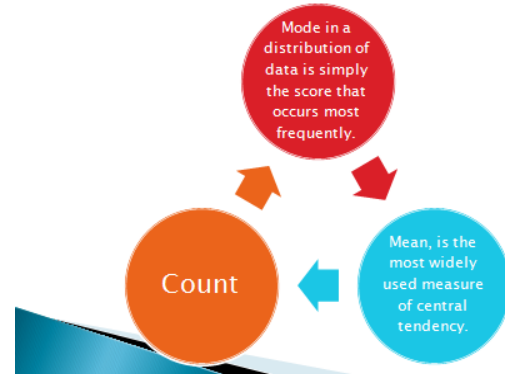 Mode in a
distribution of
data is simply
the score that
occurs most
frequently.
Mean, is the
most widely
used measure
of central
tendency.
Count